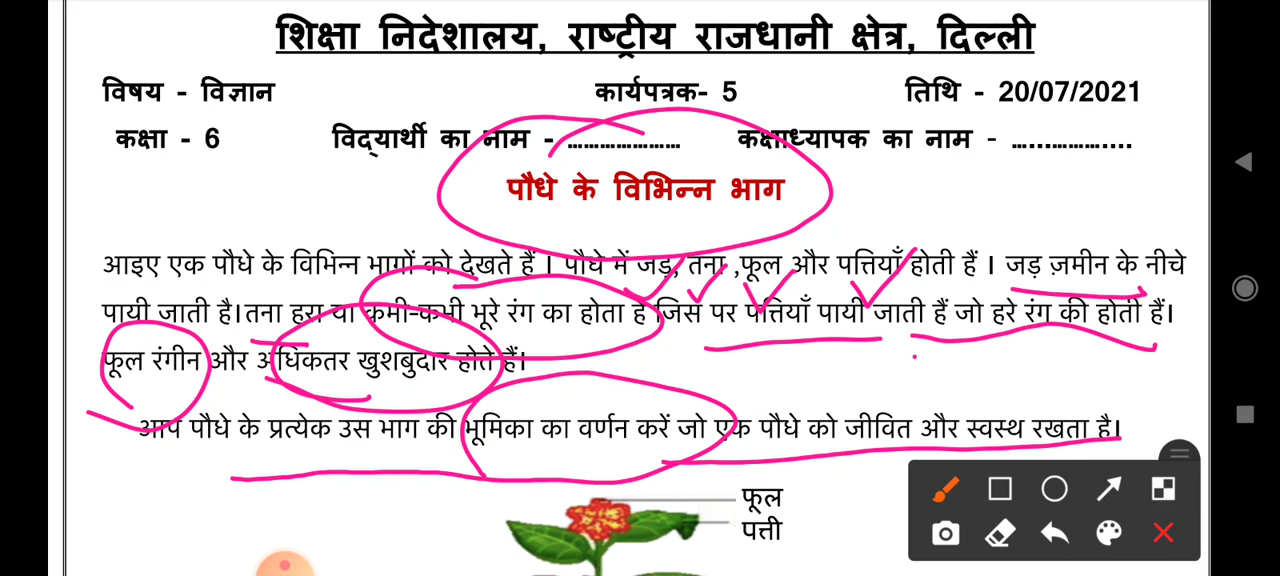 शिक्षा निदेशालय, राष्ट्रीय राजधानी क्षेत्र, दिल्ली
विषय - विज्ञान कार्यपत्रक- 5 तिथि - 20/07/2021
कक्षा - 6 विद्यार्थी का नाम - ………………… कक्षाध्यापक का नाम - …...………....
पौधे के विभिन्न भाग
आइए एक पौधे के विभिन्न भागों को देखते हैं । पौधे में जड़, तना ,फूल और पत्तियाँ होती हैं । जड़ ज़मीन के नीचे
पायी जाती है।तना हरा या कभी-कभी भूरे रंग का होता है जिस पर पत्तियाँ पायी जाती हैं जो हरे रंग की होती हैं।
फूल रंगीन और अधिकतर खुशबुदार होते हैं।
आप पौधे के प्रत्येक उस भाग की भूमिका का वर्णन करें जो एक पौधे को जीवित और स्वस्थ रखता है।
फूल
पत्ती